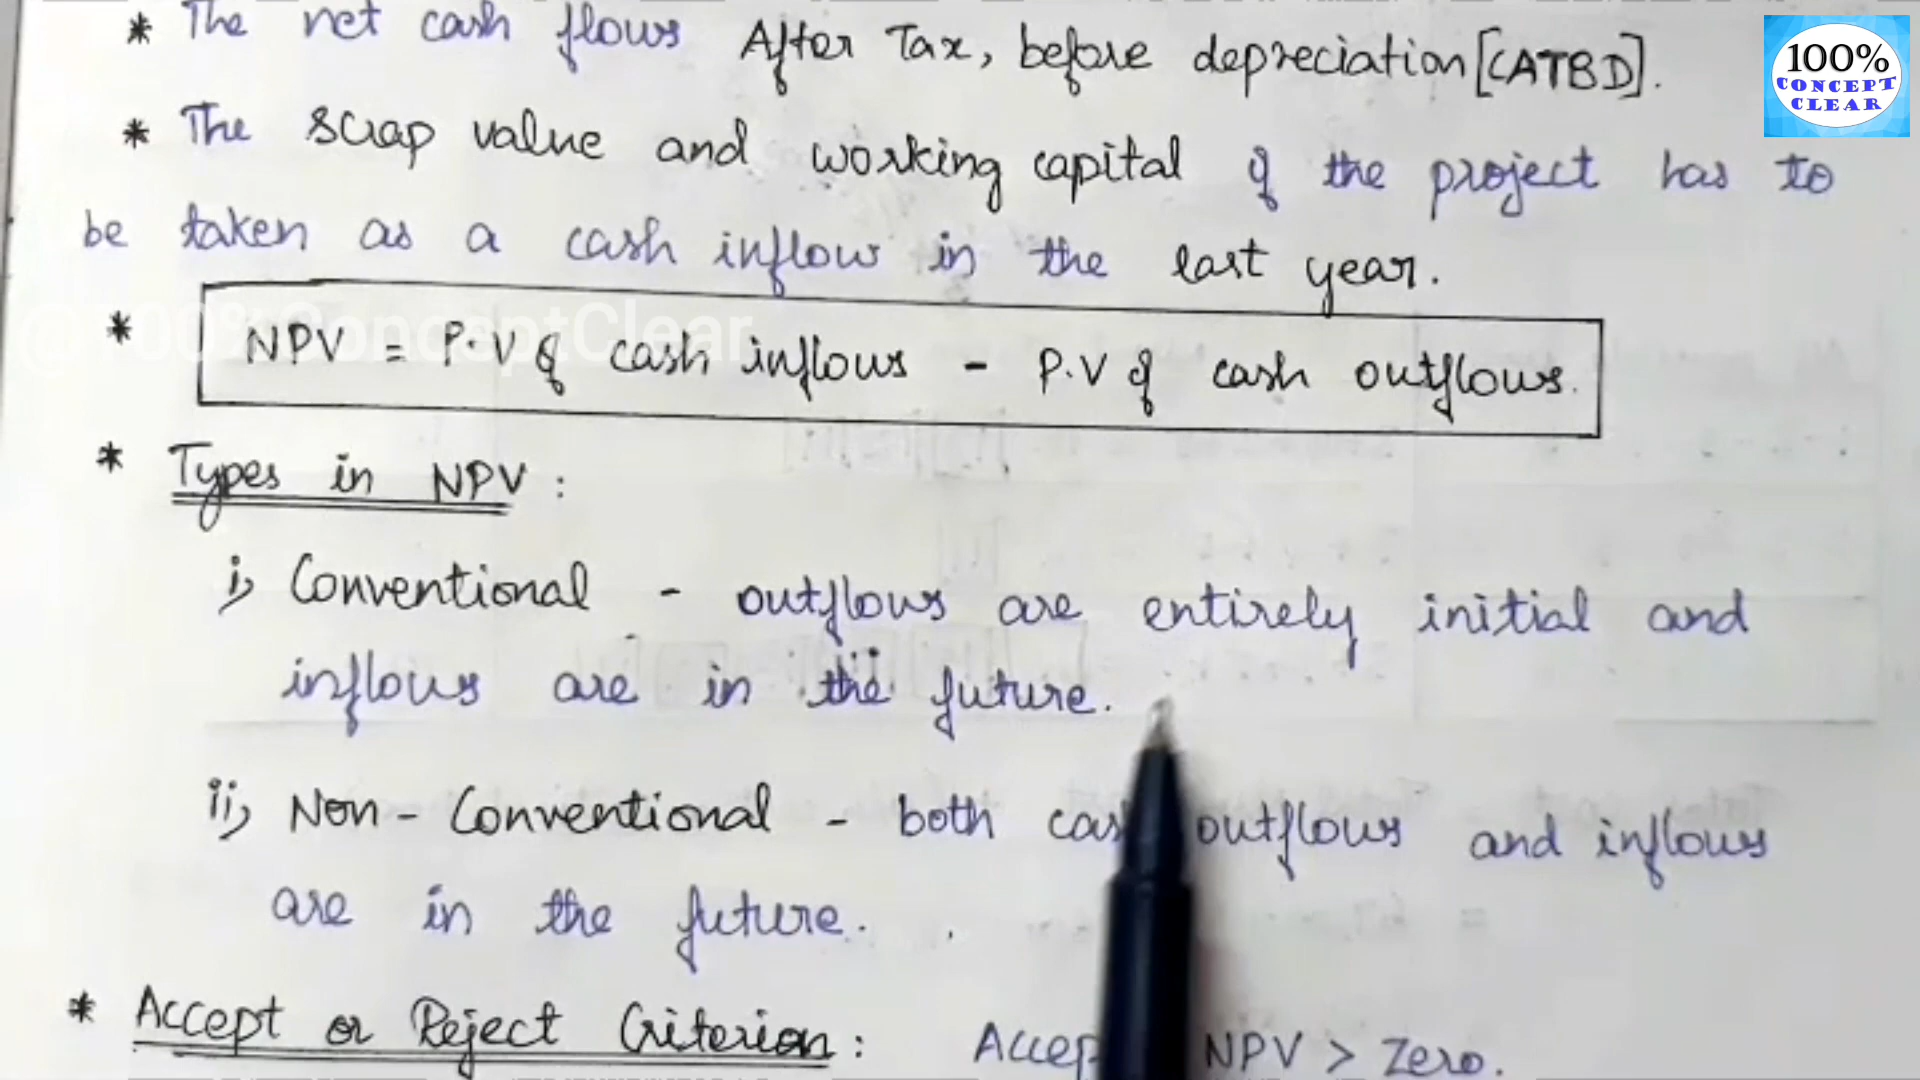 * The net cash flows After Tax, before depreciation [CATBD].
100%
CONCEPT
CLEAR
* The scrap value and working capital of the project has to
be taken as a cash inflow in the last year.
@100%ConceptClear
* NPV = P.V of cash inflows - P.V of cash outflows.
* Types in NPV :
i, Conventional - outflows are entirely initial and
inflows are in the future.
ii, Non - Conventional - both cash outflows and inflows
are in the future.
* Accept or Reject Criterion : Accep NPV > Zero.